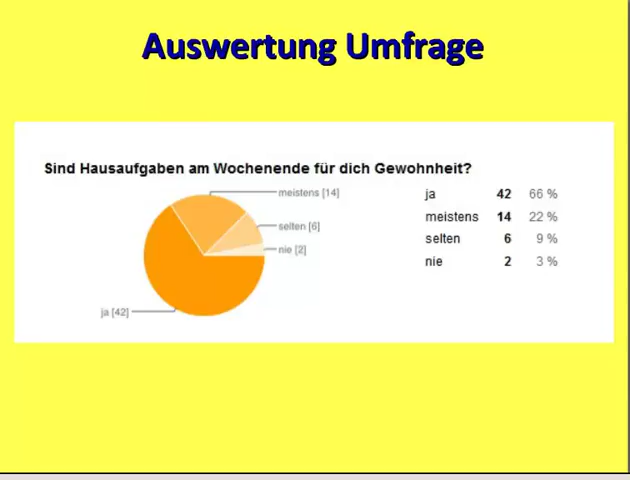 Auswertung Umfrage
Sind Hausaufgaben am Wochenende für dich Gewohnheit?
meistens [14]
selten [6]
nie [2]
ja [42]
ja 42 66 %
meistens 14 22 %
selten 6 9 %
nie 2 3 %